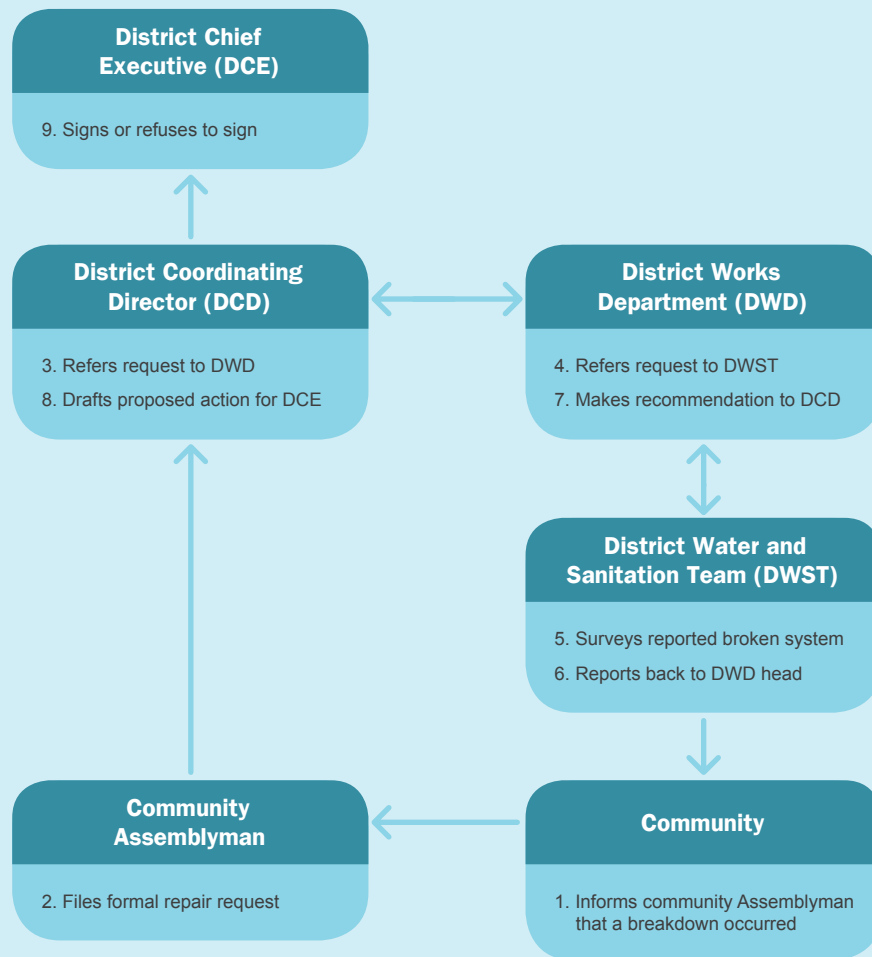 District Chief
Executive (DCE)
9. Signs or refuses to sign
District Coordinating
Director (DCD)
3. Refers request to DWD
8. Drafts proposed action for DCE
District Works
Department (DWD)
4. Refers request to DWST
7. Makes recommendation to DCD
District Water and
Sanitation Team (DWST)
5. Surveys reported broken system
6. Reports back to DWD head
Community
Assemblyman
2. Files formal repair request
Community
1. Informs community Assemblyman
that a breakdown occurred